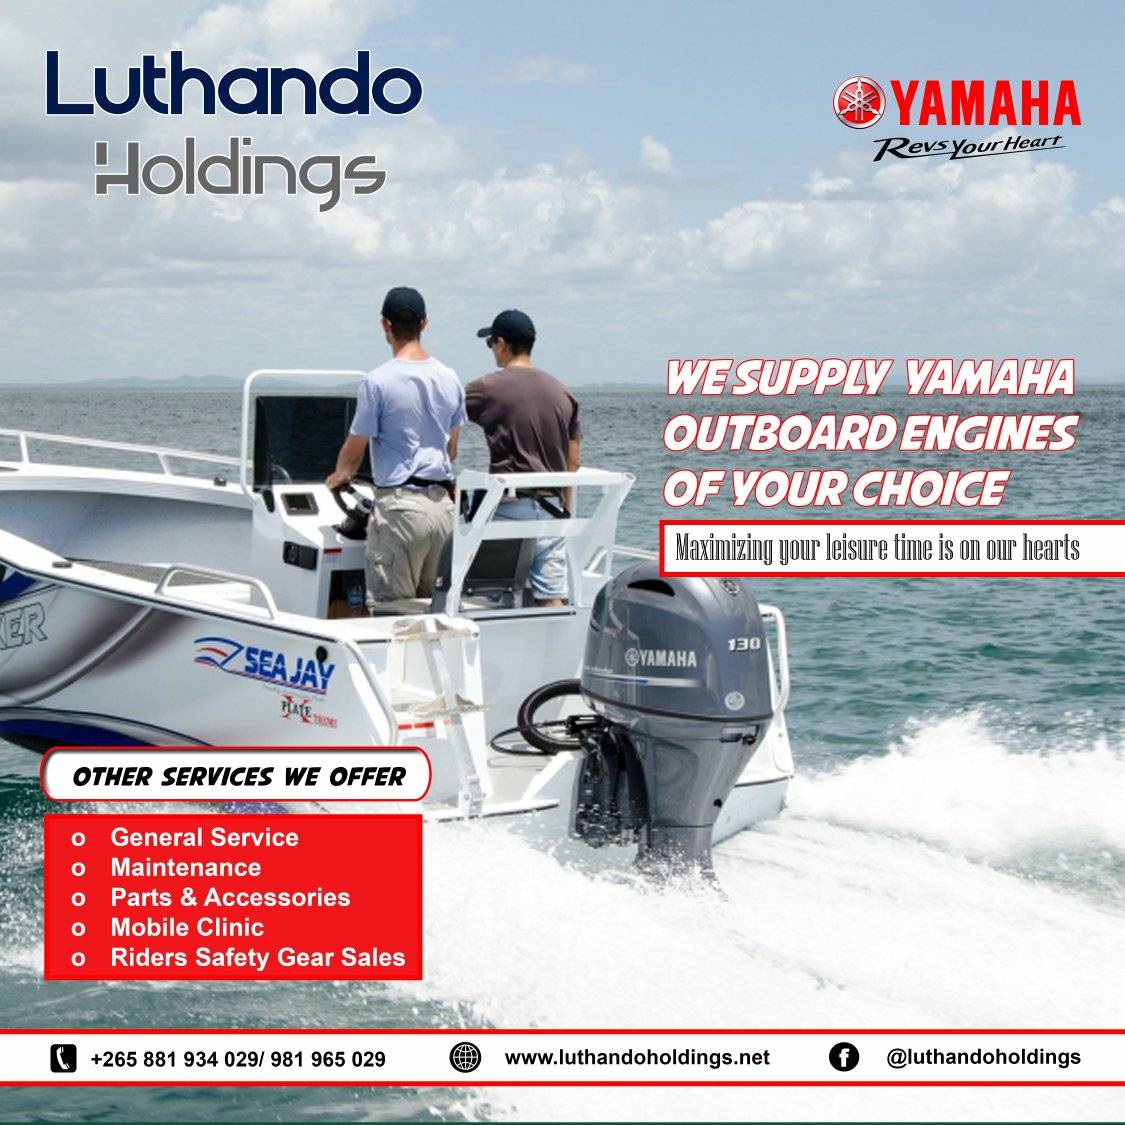 Luthando
Holdings
YAMAHA
Revs Your Heart
WE SUPPLY YAMAHA
OUTBOARD ENGINES
OF YOUR CHOICE
Maximizing your leisure time is on our hearts
130
YAMAHA
KER
SEA JAY
PLATE
OTHER SERVICES WE OFFER
o General Service
o Maintenance
o Parts & Accessories
o Mobile Clinic
o Riders Safety Gear Sales
+265 881 934 029/ 981 965 029
www.luthandoholdings.net
@luthandoholdings